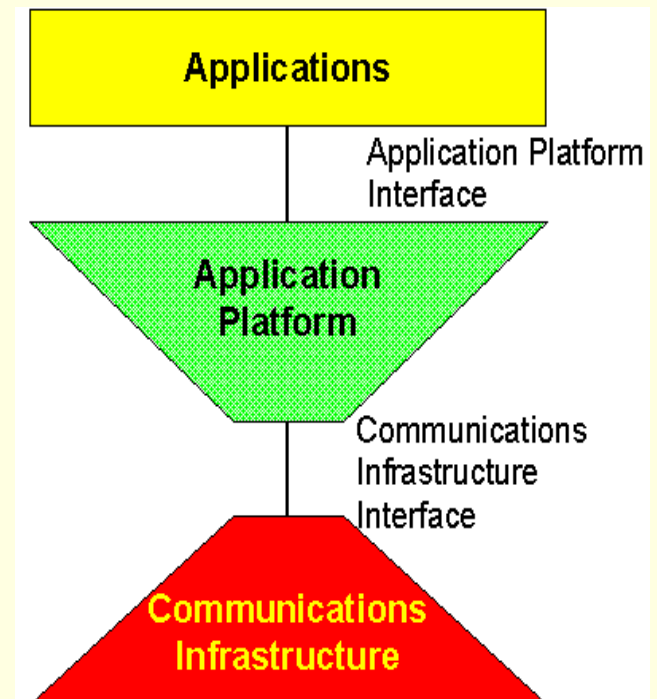 Applications
Application Platform
Interface
Application
Platform
Communications
Infrastructure
Interface
Communications
Infrastructure